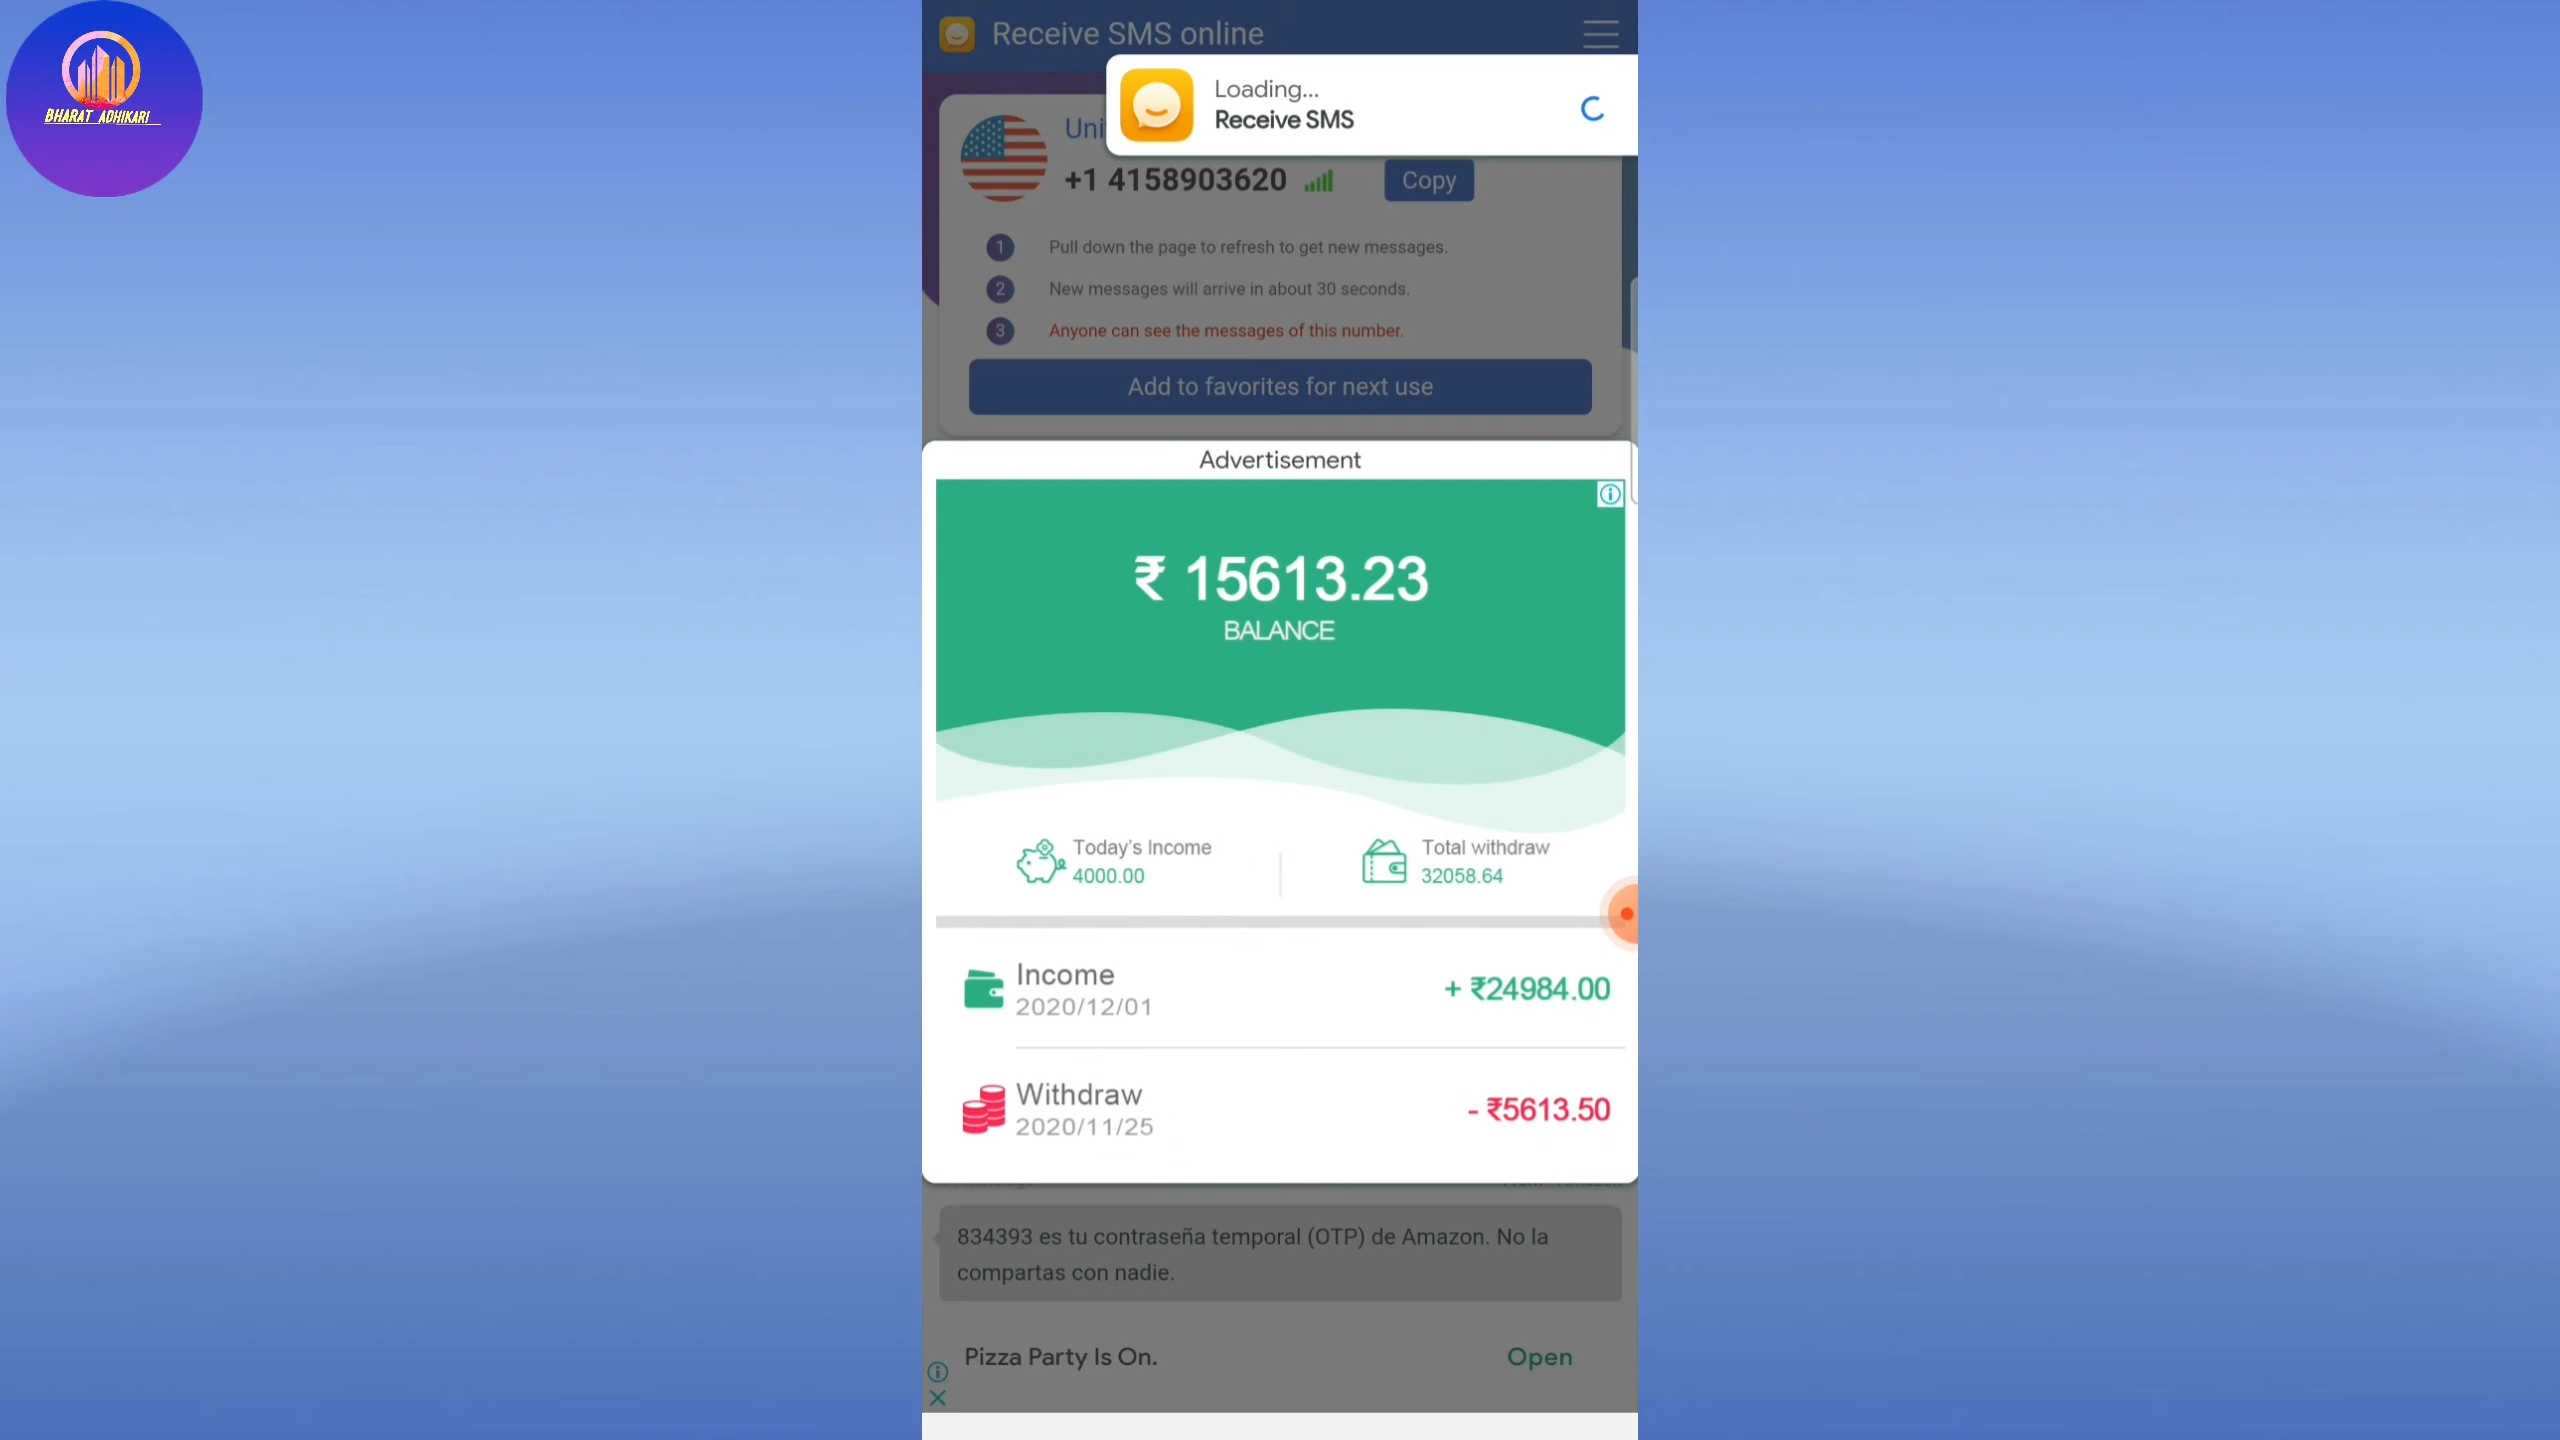 BHARAT ADHIKARI
Receive SMS online
Loading...
Receive SMS
Uni
+1 4158903620
Copy
1 Pull down the page to refresh to get new messages.
2 New messages will arrive in about 30 seconds.
3 Anyone can see the messages of this number.
Add to favorites for next use
Advertisement
₹ 15613.23
BALANCE
Today's Income
4000.00
Total withdraw
32058.64
Income
2020/12/01
+ ₹24984.00
Withdraw
2020/11/25
- ₹5613.50
834393 es tu contraseña temporal (OTP) de Amazon. No la
compartas con nadie.
Pizza Party Is On.
Open